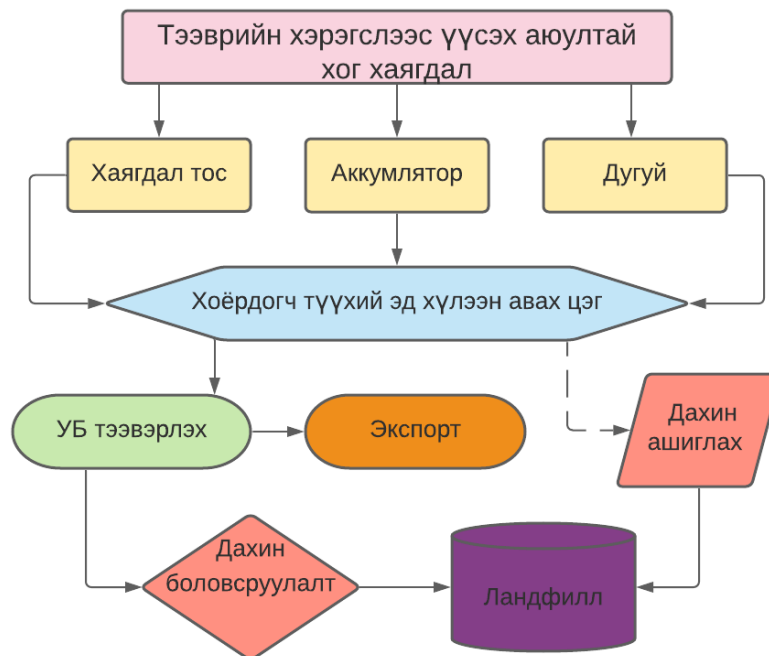 Тээврийн хэрэгслээс үүсэх аюултай
хог хаягдал
Хаягдал тос
Аккумлятор
Дугуй
Хоёрдогч түүхий эд хүлээн авах цэг
УБ тээвэрлэх
Экспорт
Дахин
ашиглах
Дахин
боловсруулалт
Ландфилл